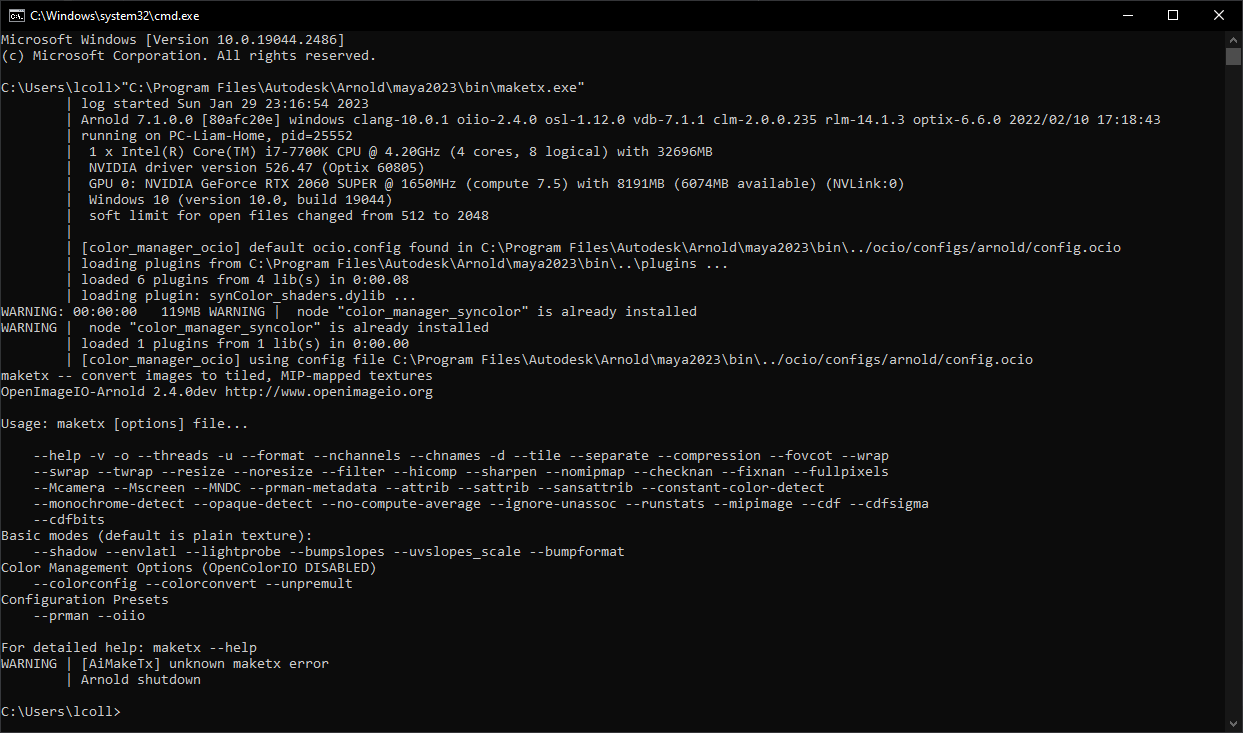 C:\Windows\system32\cmd.exe
Microsoft Windows [Version 10.0.19044.2486]
(c) Microsoft Corporation. All rights reserved.
C:\Users\lcoll>"C:\Program Files\Autodesk\Arnold\maya2023\bin\maketx.exe"
| log started Sun Jan 29 23:16:54 2023
| Arnold 7.1.0.0 [80afc20e] windows clang-10.0.1 oiio-2.4.0 osl-1.12.0 vdb-7.1.1 clm-2.0.0.235 rlm-14.1.3 optix-6.6.0 2022/02/10 17:18:43
| running on PC-Liam-Home, pid=25552
|  1 x Intel(R) Core(TM) i7-7700K CPU @ 4.20GHz (4 cores, 8 logical) with 32696MB
|  NVIDIA driver version 526.47 (Optix 60805)
|  GPU 0: NVIDIA GeForce RTX 2060 SUPER @ 1650MHz (compute 7.5) with 8191MB (6074MB available) (NVLink:0)
|  Windows 10 (version 10.0, build 19044)
|  soft limit for open files changed from 512 to 2048
|
| [color_manager_ocio] default ocio.config found in C:\Program Files\Autodesk\Arnold\maya2023\bin\../ocio/configs/arnold/config.ocio
| loading plugins from C:\Program Files\Autodesk\Arnold\maya2023\bin\..\plugins ...
| loaded 6 plugins from 4 lib(s) in 0:00.08
| loading plugin: synColor_shaders.dylib ...
WARNING: 00:00:00   119MB WARNING |  node "color_manager_syncolor" is already installed
WARNING |  node "color_manager_syncolor" is already installed
| loaded 1 plugins from 1 lib(s) in 0:00.00
| [color_manager_ocio] using config file C:\Program Files\Autodesk\Arnold\maya2023\bin\../ocio/configs/arnold/config.ocio
maketx -- convert images to tiled, MIP-mapped textures
OpenImageIO-Arnold 2.4.0dev http://www.openimageio.org
Usage: maketx [options] file...
--help -v -o --threads -u --format --nchannels --chnames -d --tile --separate --compression --fovcot --wrap
--swrap --twrap --resize --noresize --filter --hicomp --sharpen --nomipmap --checknan --fixnan --fullpixels
--Mcamera --Mscreen --MNDC --prman-metadata --attrib --sattrib --sansattrib --constant-color-detect
--monochrome-detect --opaque-detect --no-compute-average --ignore-unassoc --runstats --mipimage --cdf --cdfsigma
--cdfbits
Basic modes (default is plain texture):
--shadow --envlatl --lightprobe --bumpslopes --uvslopes_scale --bumpformat
Color Management Options (OpenColorIO DISABLED)
--colorconfig --colorconvert --unpremult
Configuration Presets
--prman --oiio
For detailed help: maketx --help
WARNING | [AiMakeTx] unknown maketx error
| Arnold shutdown
C:\Users\lcoll>